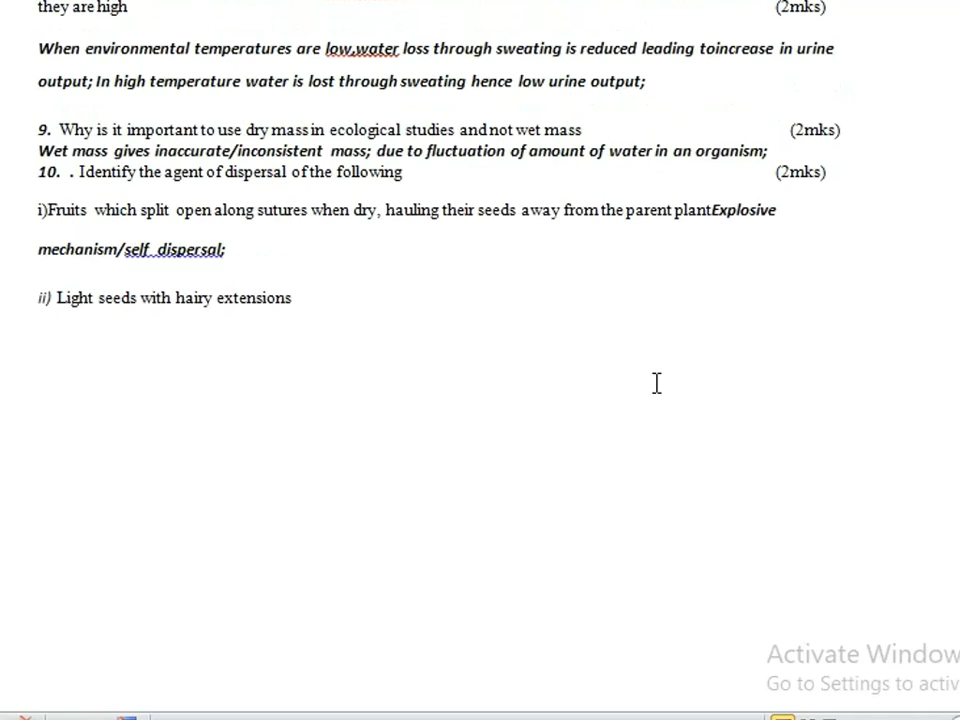 they are high (2mks)
When environmental temperatures are low,water loss through sweating is reduced leading toincrease in urine
output; In high temperature water is lost through sweating hence low urine output;
9. Why is it important to use dry mass in ecological studies and not wet mass (2mks)
Wet mass gives inaccurate/inconsistent mass; due to fluctuation of amount of water in an organism;
10. . Identify the agent of dispersal of the following (2mks)
i)Fruits which split open along sutures when dry, hauling their seeds away from the parent plantExplosive
mechanism/self dispersal;
ii) Light seeds with hairy extensions
Activate Window
Go to Settings to activ